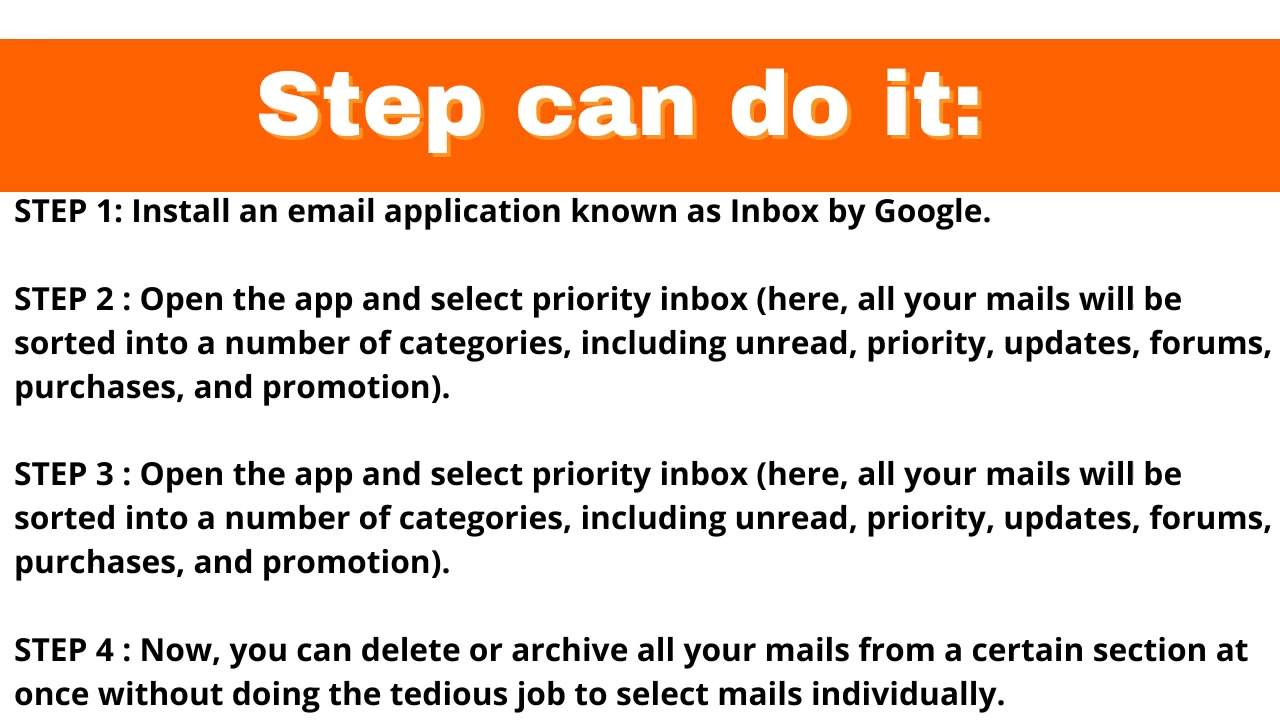 Step can do it:
STEP 1: Install an email application known as Inbox by Google.
STEP 2 : Open the app and select priority inbox (here, all your mails will be
sorted into a number of categories, including unread, priority, updates, forums,
purchases, and promotion).
STEP 3 : Open the app and select priority inbox (here, all your mails will be
sorted into a number of categories, including unread, priority, updates, forums,
purchases, and promotion).
STEP 4 : Now, you can delete or archive all your mails from a certain section at
once without doing the tedious job to select mails individually.